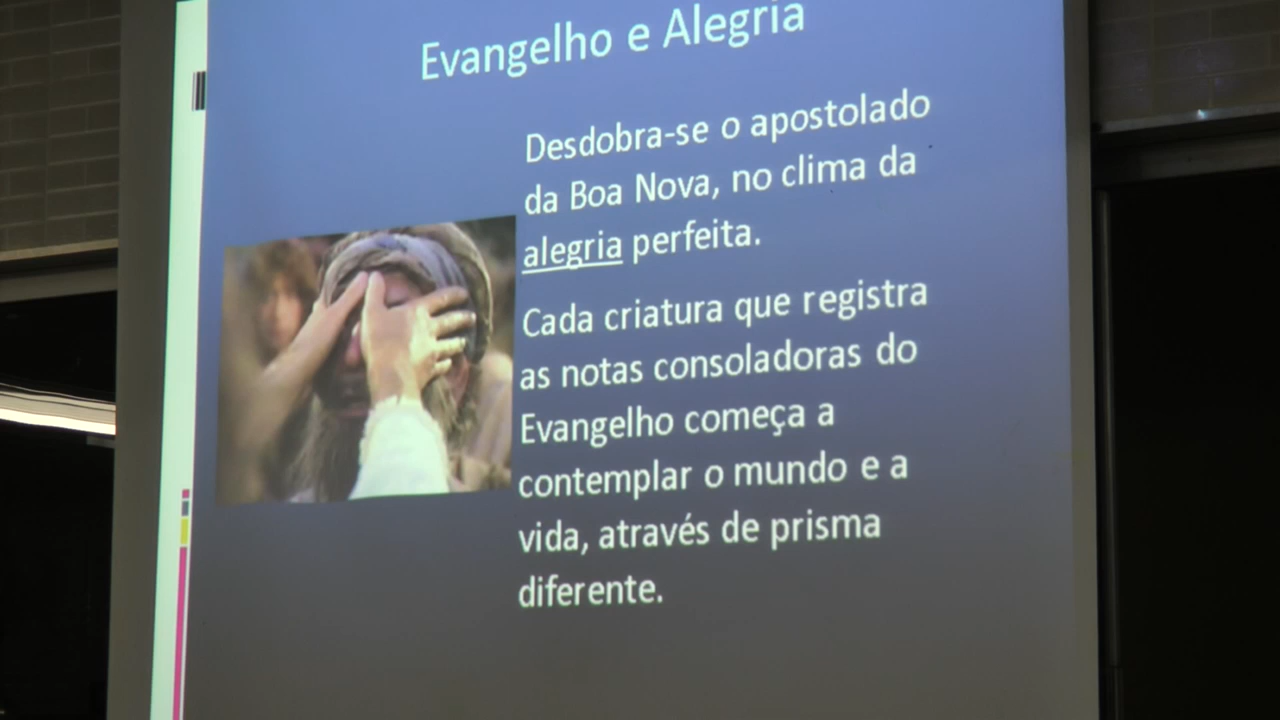 Evangelho e Alegria
Desdobra-se o apostolado
da Boa Nova, no clima da
alegria perfeita.
Cada criatura que registra
as notas consoladoras do
Evangelho começa a
contemplar o mundo e a
vida, através de prisma
diferente.